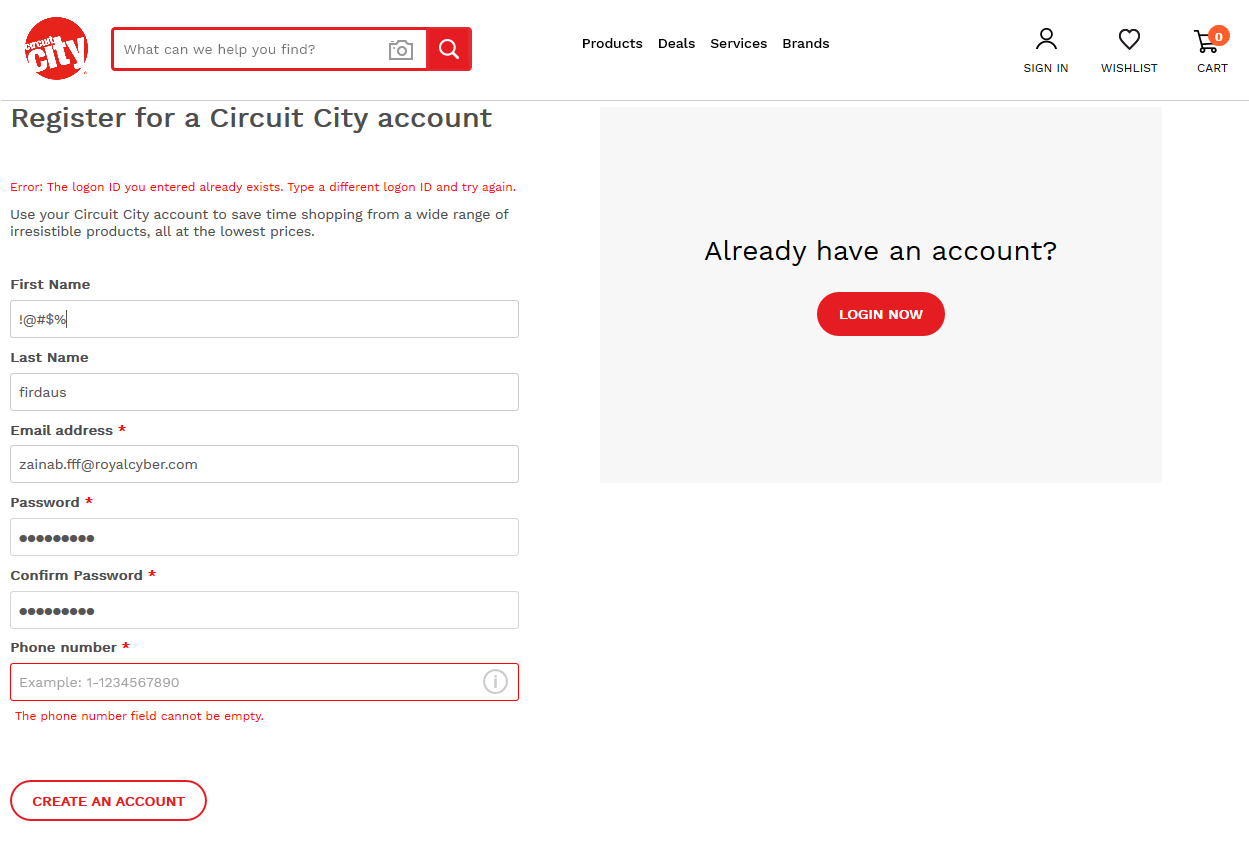 circuit city
What can we help you find?
Products Deals Services Brands
0
SIGN IN WISHLIST CART
Register for a Circuit City account
Error: The logon ID you entered already exists. Type a different logon ID and try again.
Use your Circuit City account to save time shopping from a wide range of
irresistible products, all at the lowest prices.
First Name
!@#$%
Last Name
firdaus
Email address *
zainab.fff@royalcyber.com
Password *
●●●●●●●●●
Confirm Password *
●●●●●●●●●
Phone number *
Example: 1-1234567890
The phone number field cannot be empty.
CREATE AN ACCOUNT
Already have an account?
LOGIN NOW